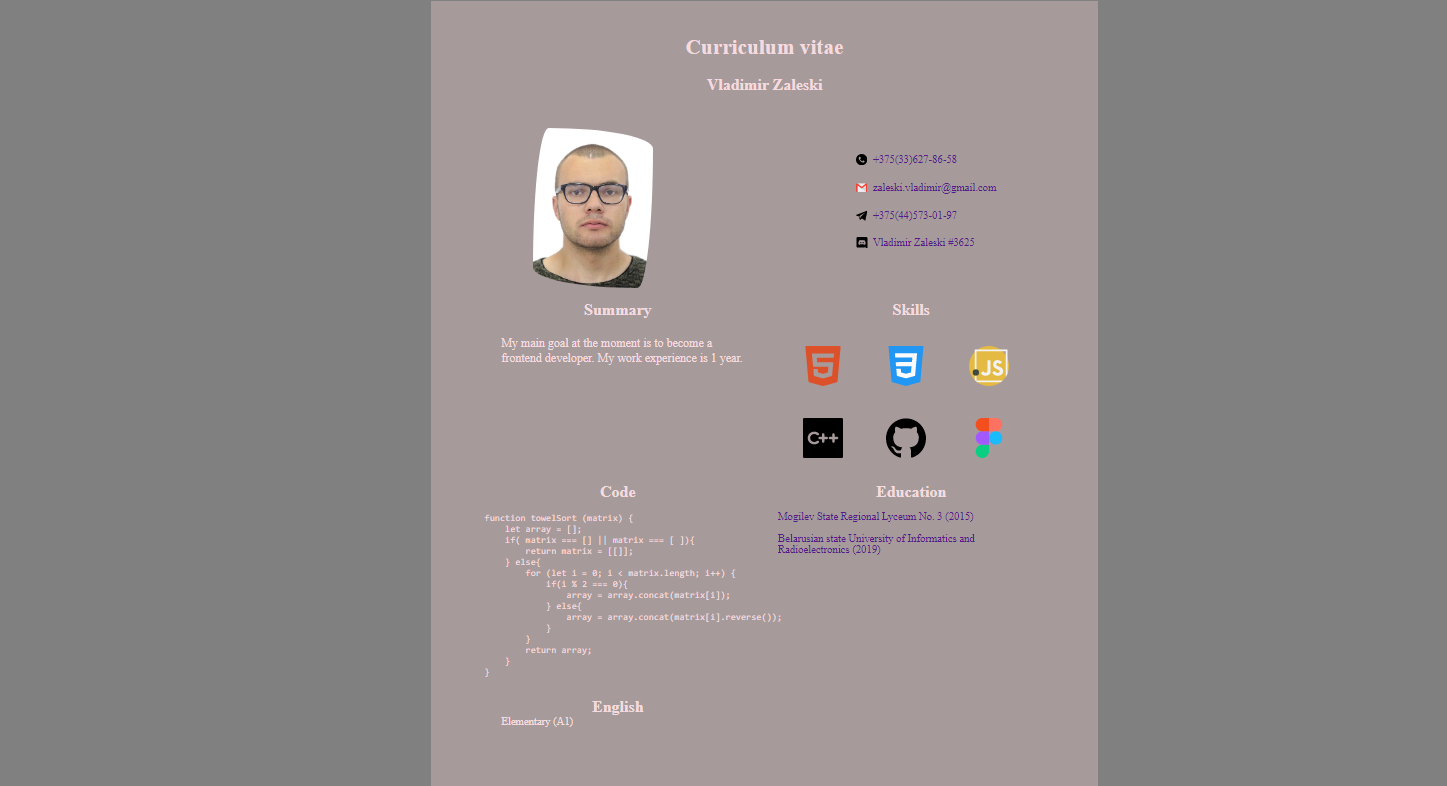 Curriculum vitae
Vladimir Zaleski
+375(33)627-86-58
zaleski.vladimir@gmail.com
+375(44)573-01-97
Vladimir Zaleski #3625
Summary
My main goal at the moment is to become a
frontend developer. My work experience is 1 year.
Skills
5
3
JS
C++
Code
function towelSort (matrix) {
    let array = [];
    if( matrix === [] || matrix === [ ]){
        return matrix = [[]];
    } else{
        for (let i = 0; i < matrix.length; i++) {
            if(i % 2 === 0){
                array = array.concat(matrix[i]);
            } else{
                array = array.concat(matrix[i].reverse());
            }
        }
        return array;
    }
}
Education
Mogilev State Regional Lyceum No. 3 (2015)
Belarusian state University of Informatics and
Radioelectronics (2019)
English
Elementary (A1)